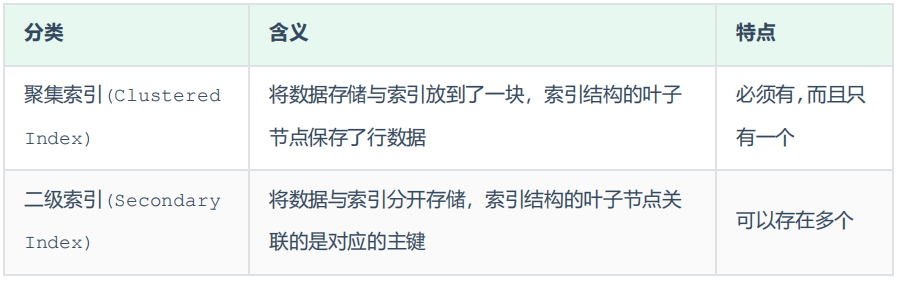 分类
含义
特点
聚集索引(Clustered
Index)
将数据存储与索引放到了一块，索引结构的叶子
节点保存了行数据
必须有,而且只
有一个
二级索引(Secondary
Index)
将数据与索引分开存储，索引结构的叶子节点关
联的是对应的主键
可以存在多个